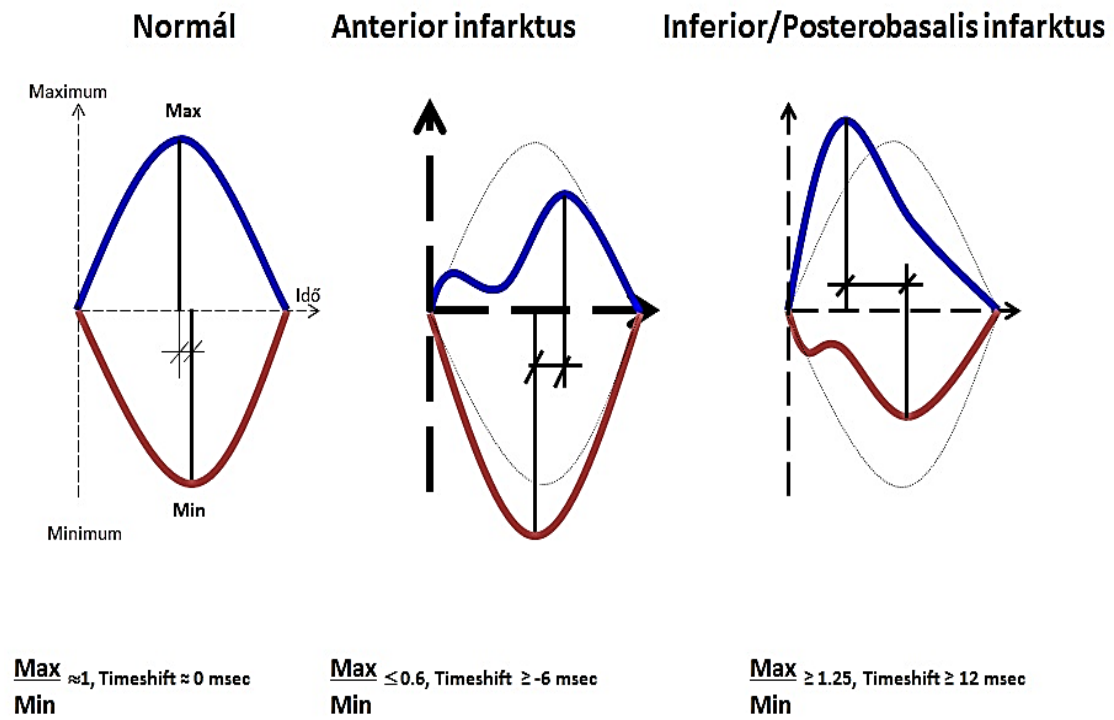 Normál
Anterior infarktus
Inferior/Posterobasalis infarktus
Maximum
Max
Idő
Min
Minimum
Max
Min
≈1, Timeshift ≈ 0 msec
Max
Min
≤0.6, Timeshift ≥ -6 msec
Max
Min
≥ 1.25, Timeshift ≥ 12 msec